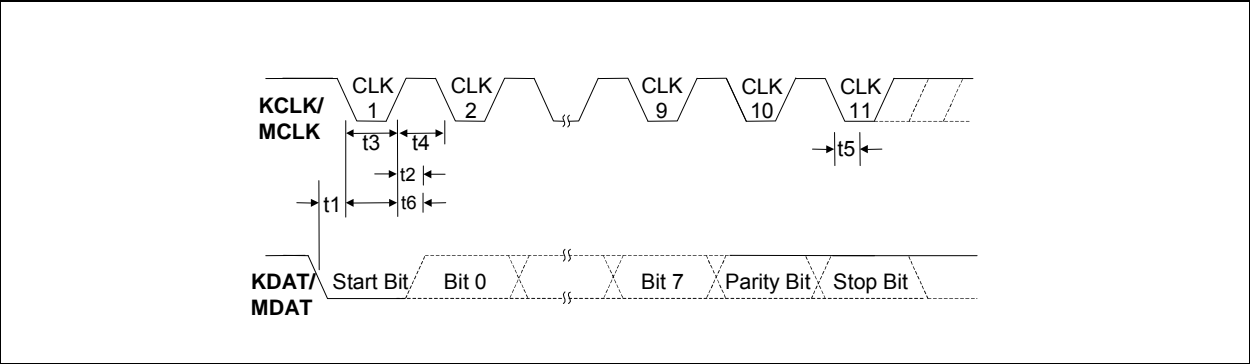 KCLK/
MCLK
CLK
1
CLK
2
CLK
9
CLK
10
CLK
11
t3
t4
t5
t2
t1
t6
KDAT/
MDAT
Start Bit
Bit 0
Bit 7
Parity Bit
Stop Bit